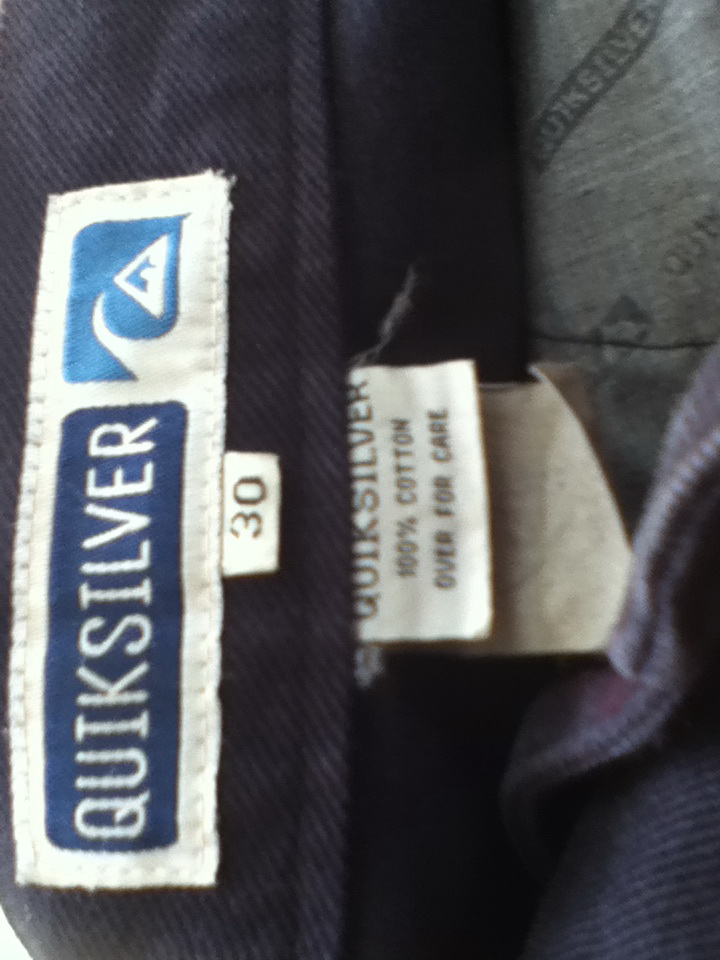 QUIKSILVER
30
QUIKSILVER
100% COTTON
OVER FOR CARE